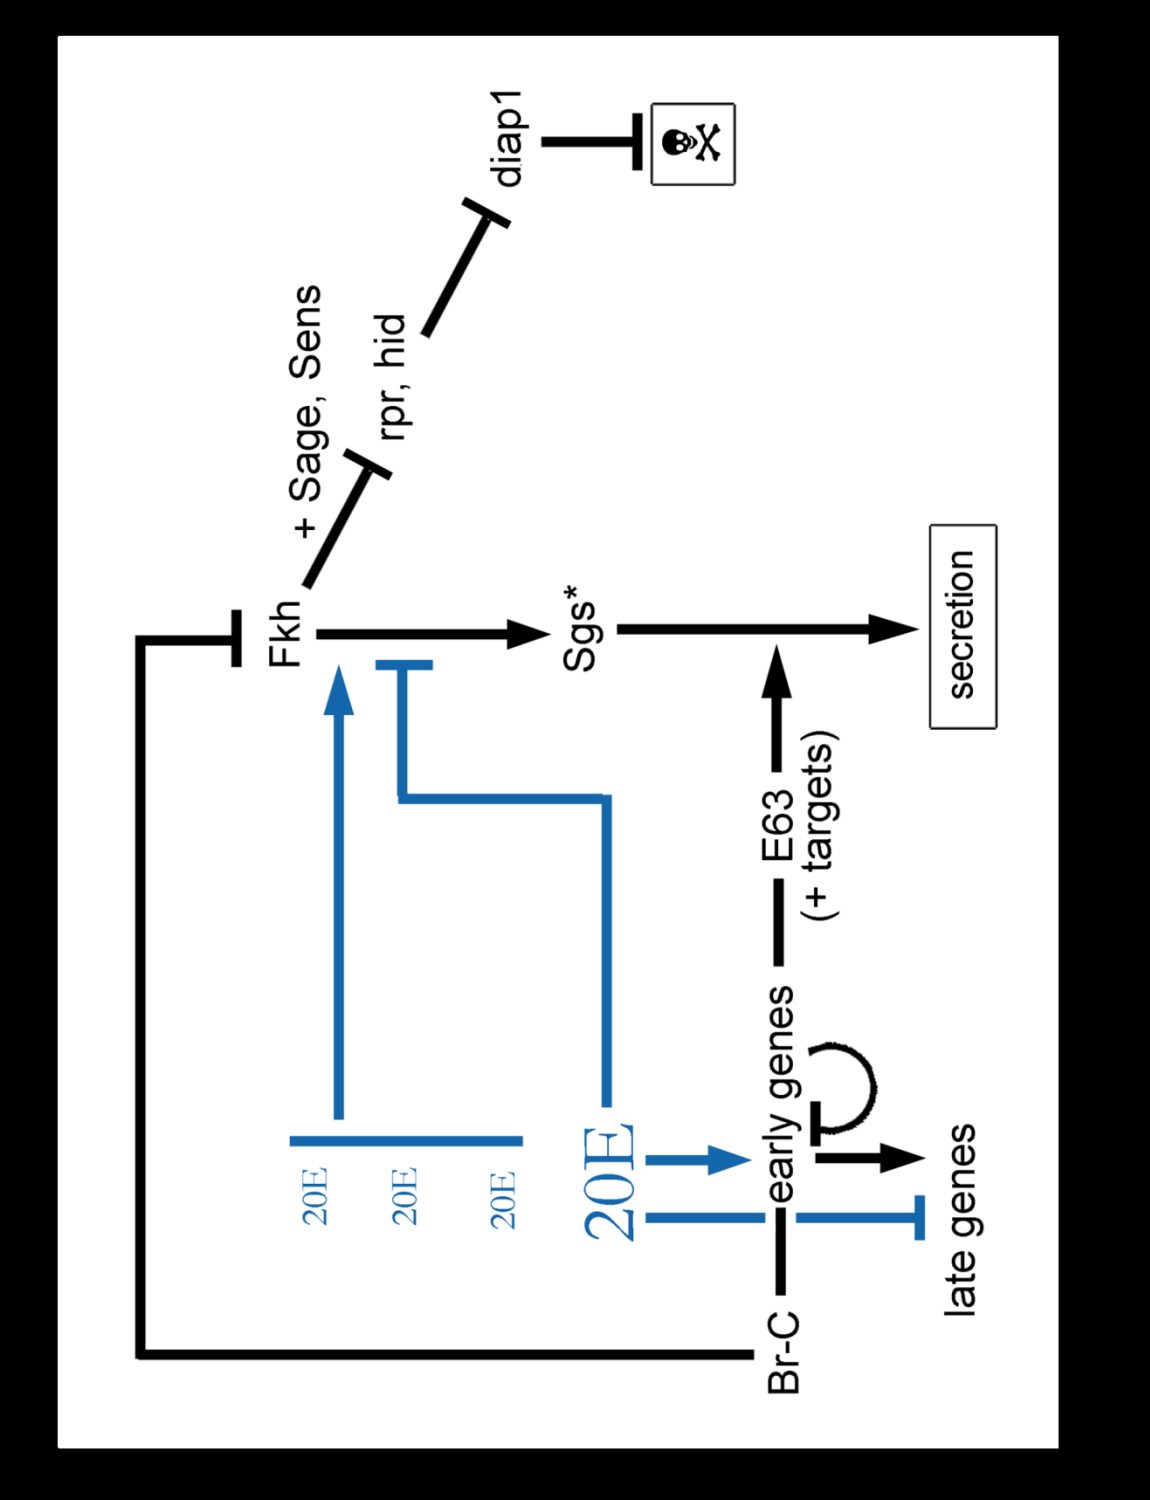 Br-C
early genes
E63
(+ targets)
late genes
20E
20E
20E
20E
Fkh
+ Sage, Sens
rpr, hid
diap1
Sgs*
secretion